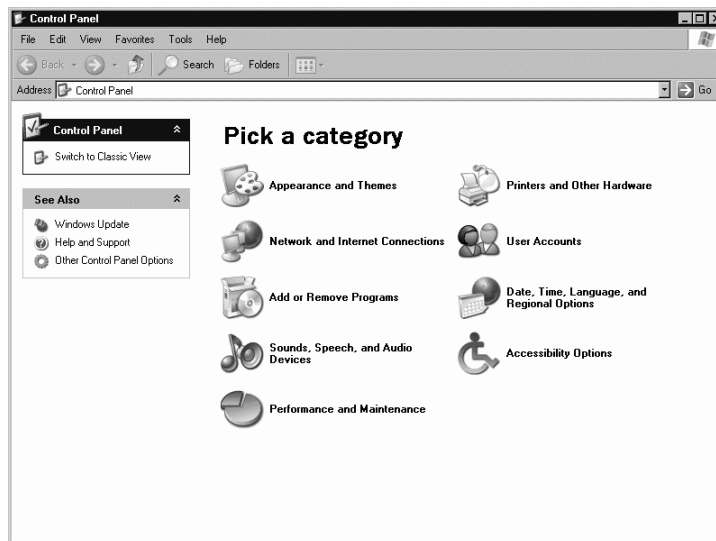 Control Panel
File Edit View Favorites Tools Help
Back Search Folders
Address Control Panel Go
Control Panel
Switch to Classic View
See Also
Windows Update
Help and Support
Other Control Panel Options
Pick a category
Appearance and Themes
Printers and Other Hardware
Network and Internet Connections
User Accounts
Add or Remove Programs
Date, Time, Language, and
Regional Options
Sounds, Speech, and Audio
Devices
Accessibility Options
Performance and Maintenance